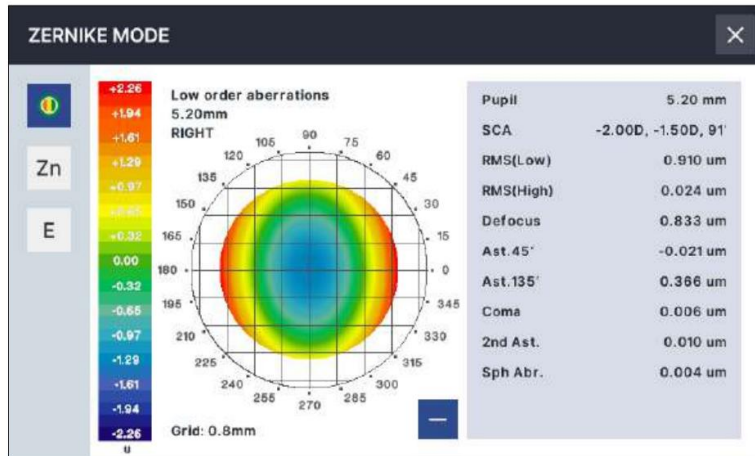 ZERNIKE MODE
Zn
E
+2.26
+1.94
+1.61
+1.29
+0.97
+0.65
+0.32
0.00
-0.32
-0.65
-0.97
-1.29
-1.61
-1.94
-2.26
u
Low order aberrations
5.20mm
RIGHT
90
105
75
120
60
135
45
150
30
165
15
180
0
195
345
210
330
225
315
240
300
255
285
270
Grid: 0.8mm
Pupil 5.20 mm
SCA -2.00D, -1.50D, 91'
RMS(Low) 0.910 um
RMS(High) 0.024 um
Defocus 0.833 um
Ast.45' -0.021 um
Ast.135' 0.366 um
Coma 0.006 um
2nd Ast. 0.010 um
Sph Abr. 0.004 um